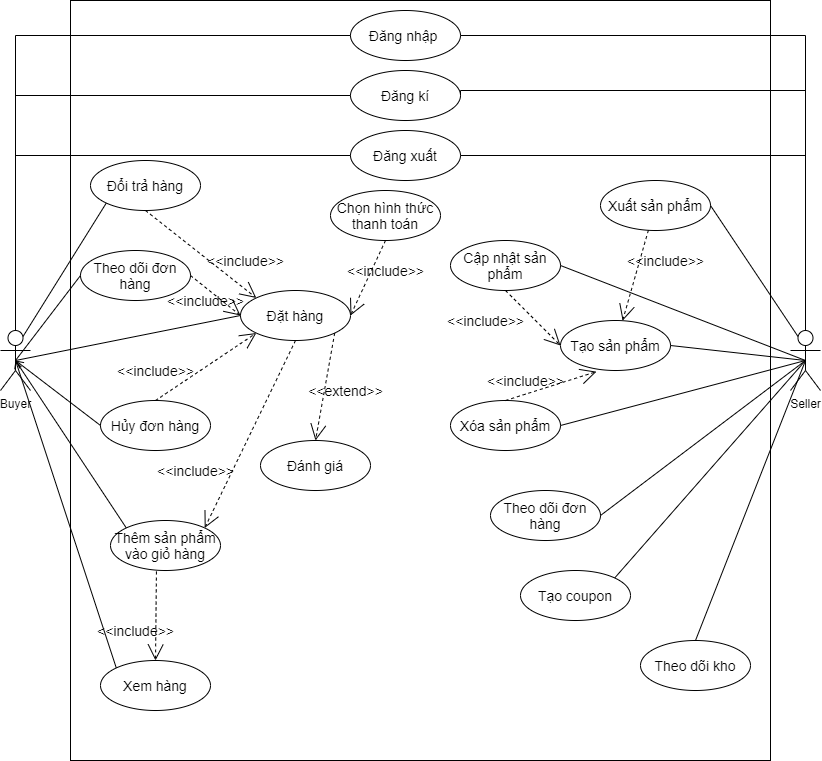 Đăng nhập
Đăng kí
Đăng xuất
Đổi trả hàng
Chọn hình thức
thanh toán
Xuất sản phẩm
<<include>>
<<include>>
<<include>>
Theo dõi đơn
hàng
Cập nhật sản
phẩm
<<include>>
Đặt hàng
<<include>>
Tạo sản phẩm
<<include>>
<<include>>
<<extend>>
Buyer
Seller
Hủy đơn hàng
Xóa sản phẩm
<<include>>
Đánh giá
Theo dõi đơn
hàng
Thêm sản phẩm
vào giỏ hàng
Tạo coupon
<<include>>
Theo dõi kho
Xem hàng